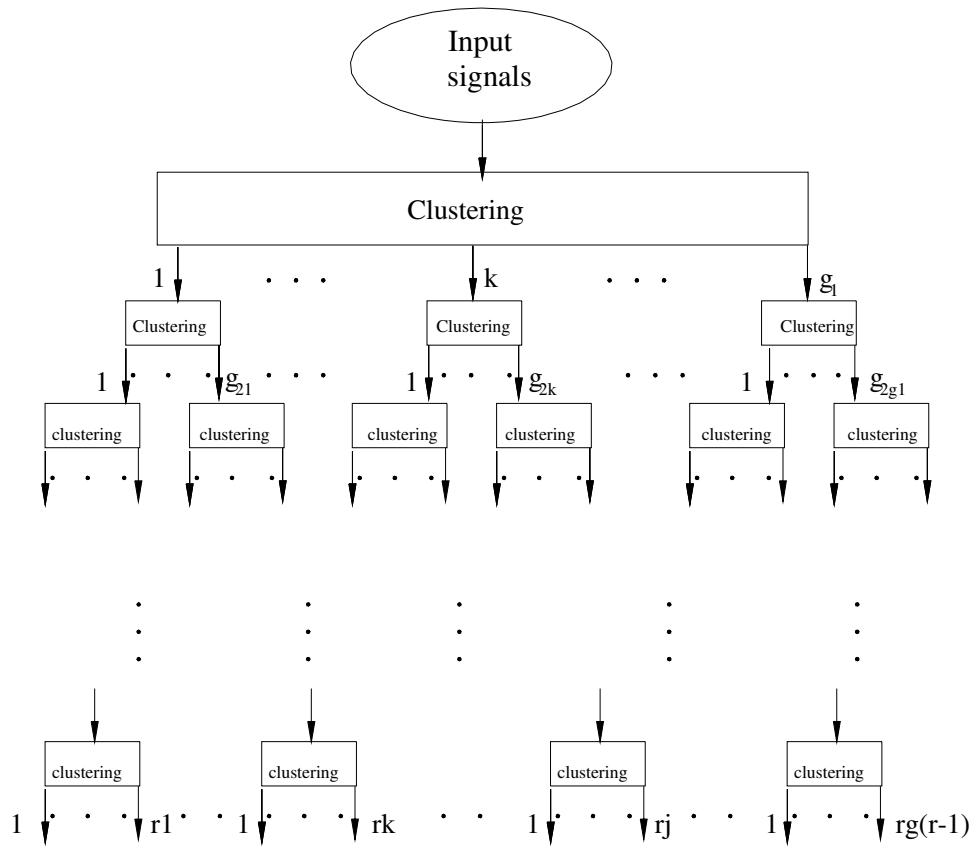 Input
signals
Clustering
1 . . . k . . . g1
Clustering Clustering Clustering
1 . . . g21 . . . 1 . . . g2k . . . 1 . . . g2g1
clustering clustering clustering clustering clustering clustering
clustering clustering clustering clustering
1 . . . r1 . . 1 . . . rk . . 1 . . . rj . . 1 . . . rg(r-1)